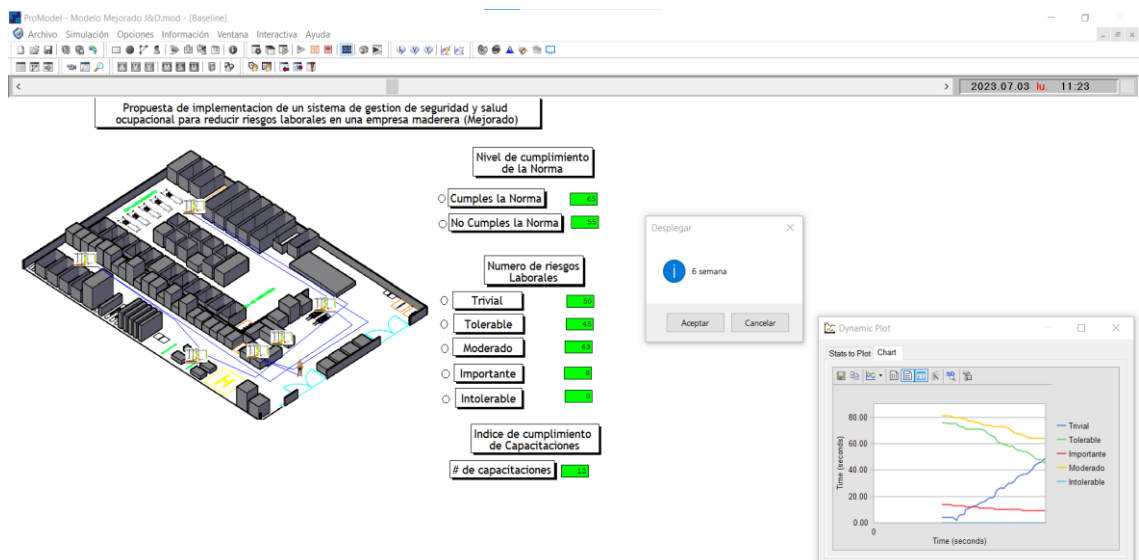 ProModel - Modelo Mejorado J&D.mod - [Baseline]
Archivo Simulación Opciones Información Ventana Interactiva Ayuda
2023.07.03 lu. 11:23
Propuesta de implementacion de un sistema de gestion de seguridad y salud
ocupacional para reducir riesgos laborales en una empresa maderera (Mejorado)
Nivel de cumplimiento
de la Norma
Cumples la Norma 65
No Cumples la Norma 55
Numero de riesgos
Laborales
Trivial 50
Tolerable 45
Moderado 63
Importante
Intolerable 0
Indice de cumplimiento
de Capacitaciones
# de capacitaciones 12
H
Desplegar
6 semana
Aceptar Cancelar
Dynamic Plot
Stats to Plot Chart
Time (seconds)
80.00
60.00
40.00
20.00
0.00
0
Time (seconds)
Trivial
Tolerable
Importante
Moderado
Intolerable